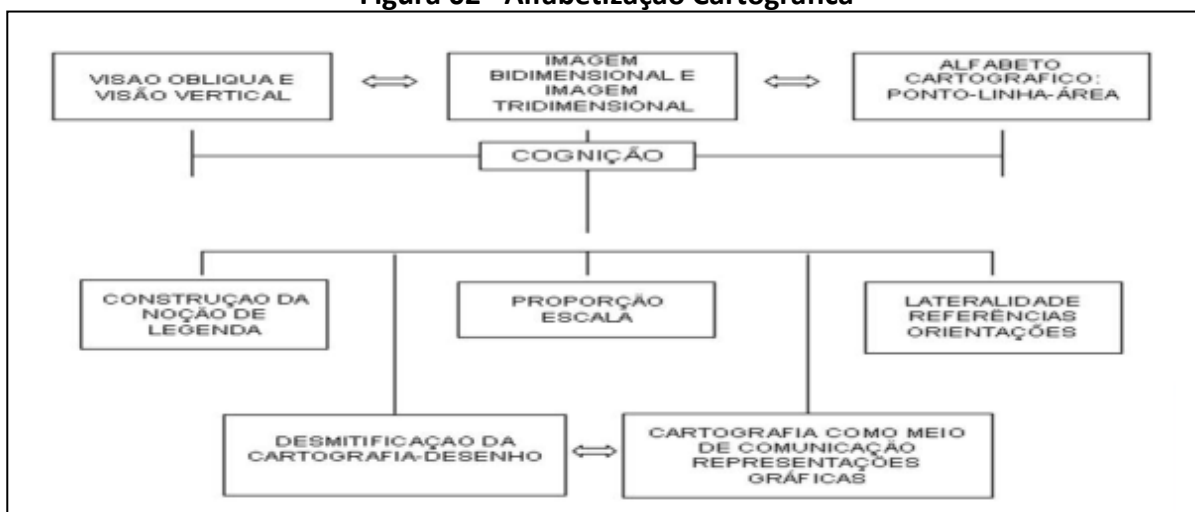 Figura 02 - Alfabetização Cartográfica
VISAO OBLIQUA E
VISÃO VERTICAL
IMAGEM
BIDIMENSIONAL E
IMAGEM
TRIDIMENSIONAL
ALFABETO
CARTOGRAFICO:
PONTO-LINHA-ÁREA
COGNIÇÃO
CONSTRUÇAO DA
NOÇÃO DE
LEGENDA
PROPORÇÃO
ESCALA
LATERALIDADE
REFERÊNCIAS
ORIENTAÇÕES
DESMITIFICAÇAO DA
CARTOGRAFIA-DESENHO
CARTOGRAFIA COMO MEIO
DE COMUNICAÇÃO
REPRESENTAÇÕES
GRÁFICAS